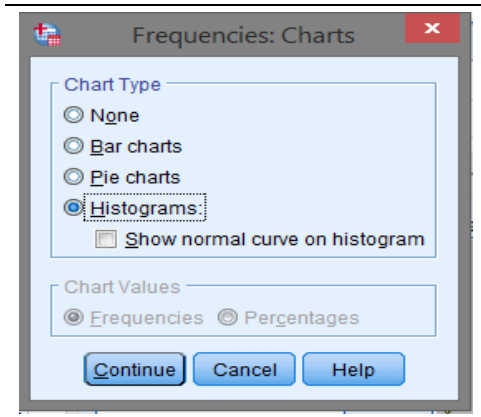 Frequencies: Charts
Chart Type
None
Bar charts
Pie charts
Histograms:
Show normal curve on histogram
Chart Values
Frequencies Percentages
Continue Cancel Help